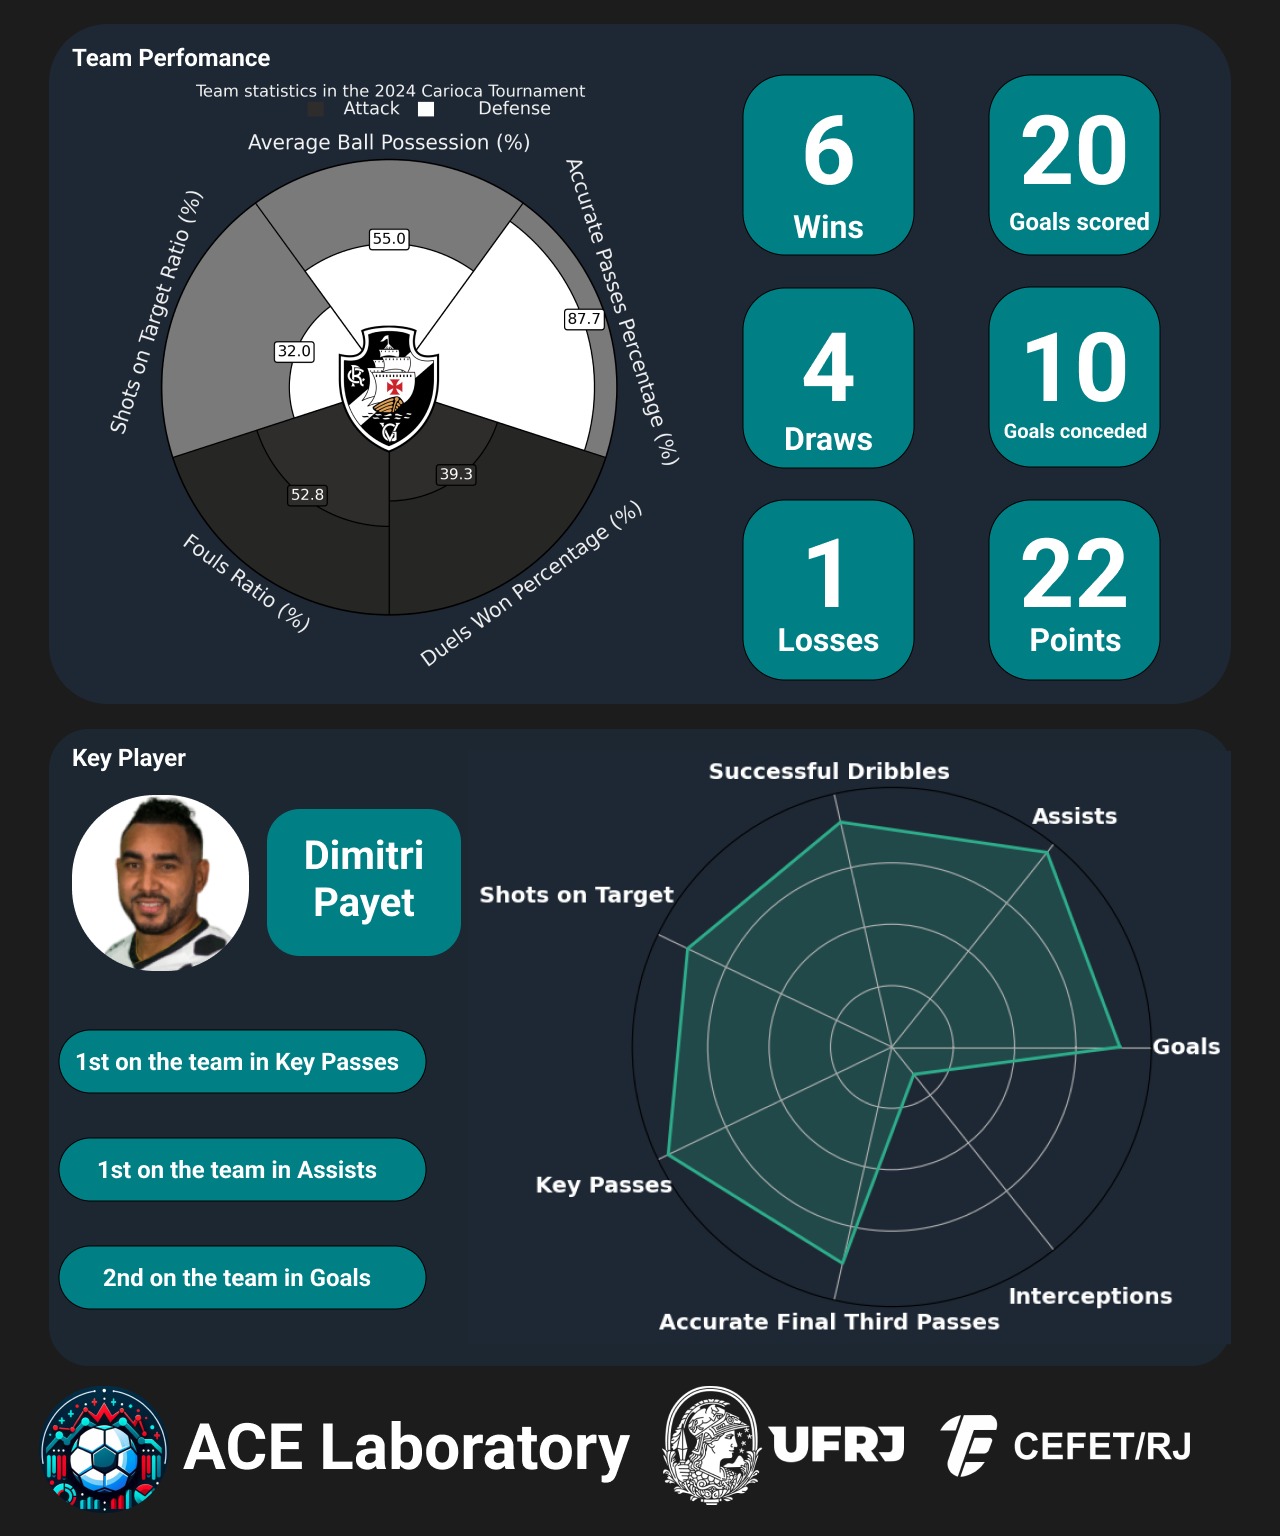 Team Perfomance
Team statistics in the 2024 Carioca Tournament
Attack Defense
Average Ball Possession (%)
Accurate Passes Percentage (%)
Shots on Target Ratio (%)
55.0
87.7
32.0
39.3
52.8
Fouls Ratio (%)
Duels Won Percentage (%)
6
Wins
20
Goals scored
4
Draws
10
Goals conceded
1
Losses
22
Points
Key Player
Dimitri
Payet
1st on the team in Key Passes
1st on the team in Assists
2nd on the team in Goals
Successful Dribbles
Assists
Shots on Target
Goals
Key Passes
Interceptions
Accurate Final Third Passes
ACE Laboratory
UFRJ
CEFET/RJ